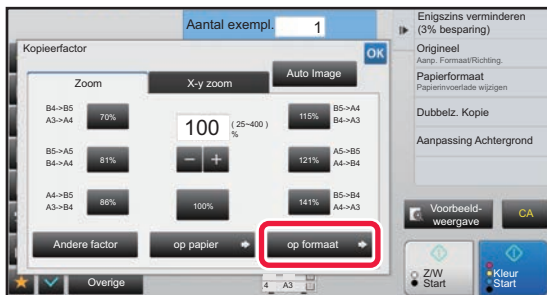 Aantal exempl. 1
Kopieerfactor
OK
Zoom
X-y zoom
Auto Image
B4->B5
A3->A4
70%
100
(25~400)
%
115%
B5->A4
B4->A3
B5->A5
B4->A4
81%
121%
A5->B5
A4->B4
A4->B5
A3->B4
86%
100%
141%
B5->B4
A4->A3
Andere factor
op papier
op formaat
Overige
4 A3
Enigszins verminderen
(3% besparing)
Origineel
Aanp. Formaat/Richting.
Papierformaat
Papierinvoerlade wijzigen
Dubbelz. Kopie
Aanpassing Achtergrond
Voorbeeld-
weergave
CA
Z/W
Start
Kleur
Start